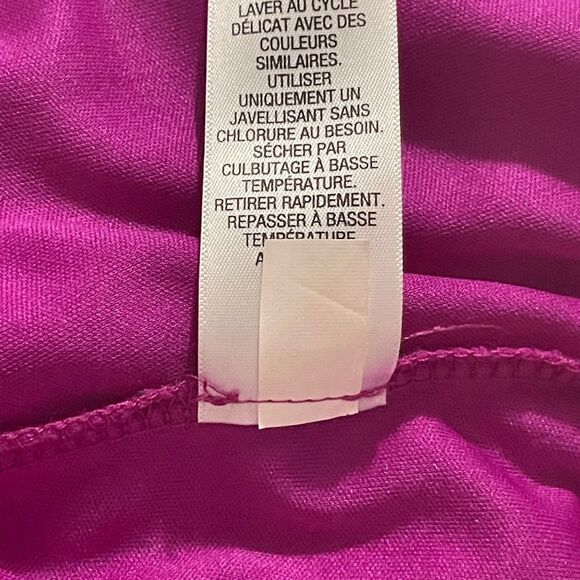 LAVER AU CYCLE
DÉLICAT AVEC DES
COULEURS
SIMILAIRES.
UTILISER
UNIQUEMENT UN
JAVELLISANT SANS
CHLORURE AU BESOIN.
SÉCHER PAR
CULBUTAGE À BASSE
TEMPÉRATURE.
RETIRER RAPIDEMENT.
REPASSER À BASSE
TEMPÉRATURE